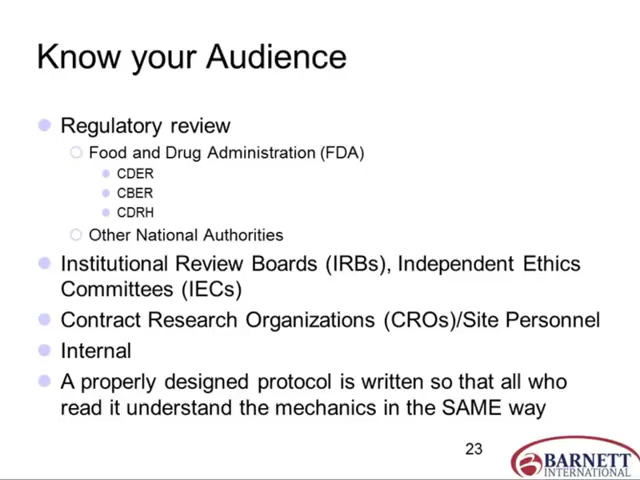 Know your Audience
Regulatory review
Food and Drug Administration (FDA)
CDER
CBER
CDRH
Other National Authorities
Institutional Review Boards (IRBs), Independent Ethics
Committees (IECs)
Contract Research Organizations (CROs)/Site Personnel
Internal
A properly designed protocol is written so that all who
read it understand the mechanics in the SAME way
23
BARNETT
INTERNATIONAL